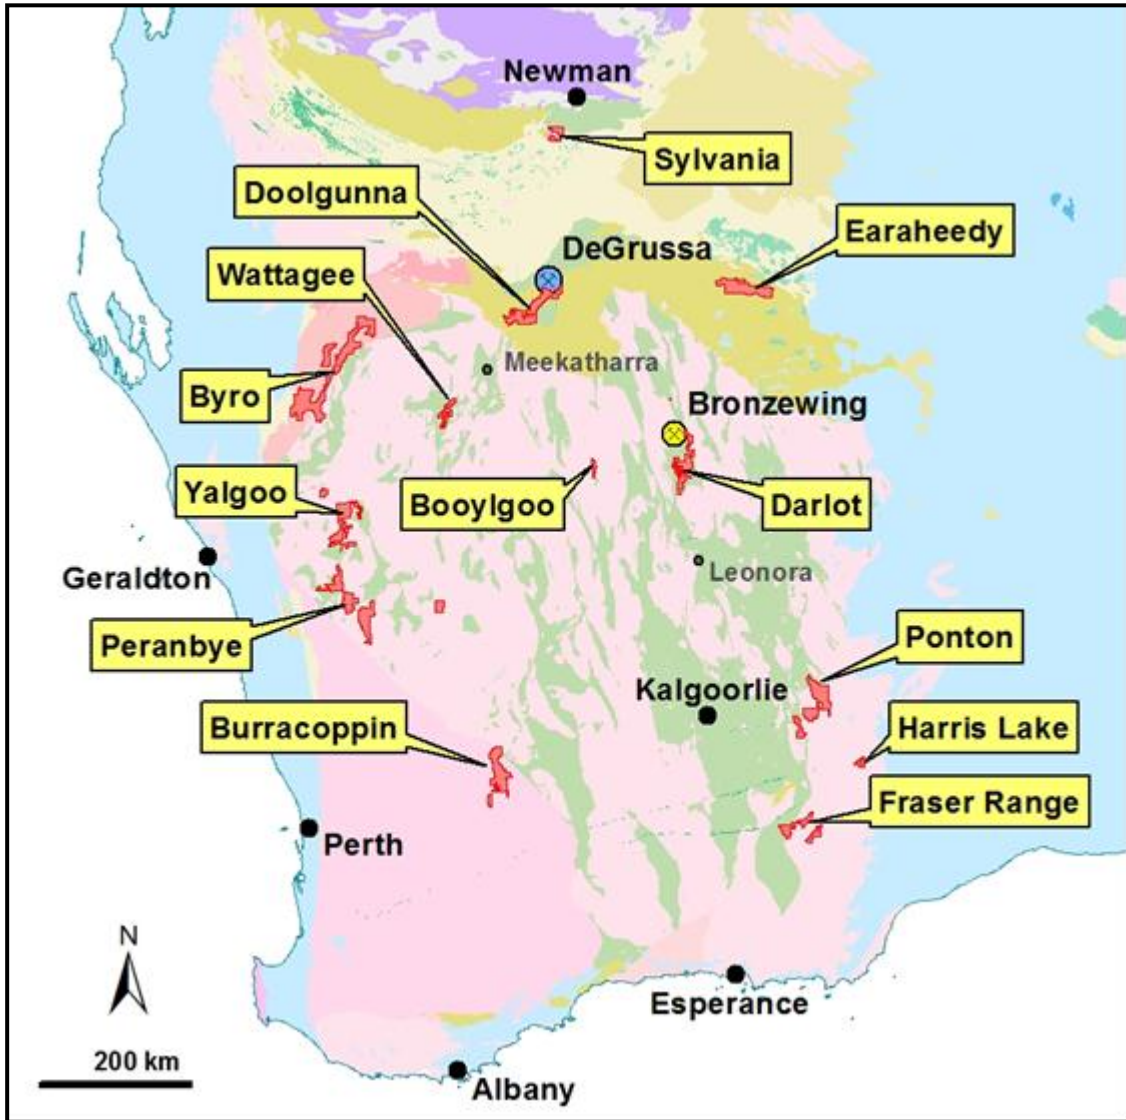 Newman
Sylvania
Doolgunna
DeGrussa
Earaheedy
Wattagee
Meekatharra
Byro
Bronzewing
Yalgoo
Booylgoo
Darlot
Geraldton
Leonora
Peranbye
Ponton
Kalgoorlie
Burracoppin
Harris Lake
Fraser Range
Perth
N
Esperance
200 km
Albany